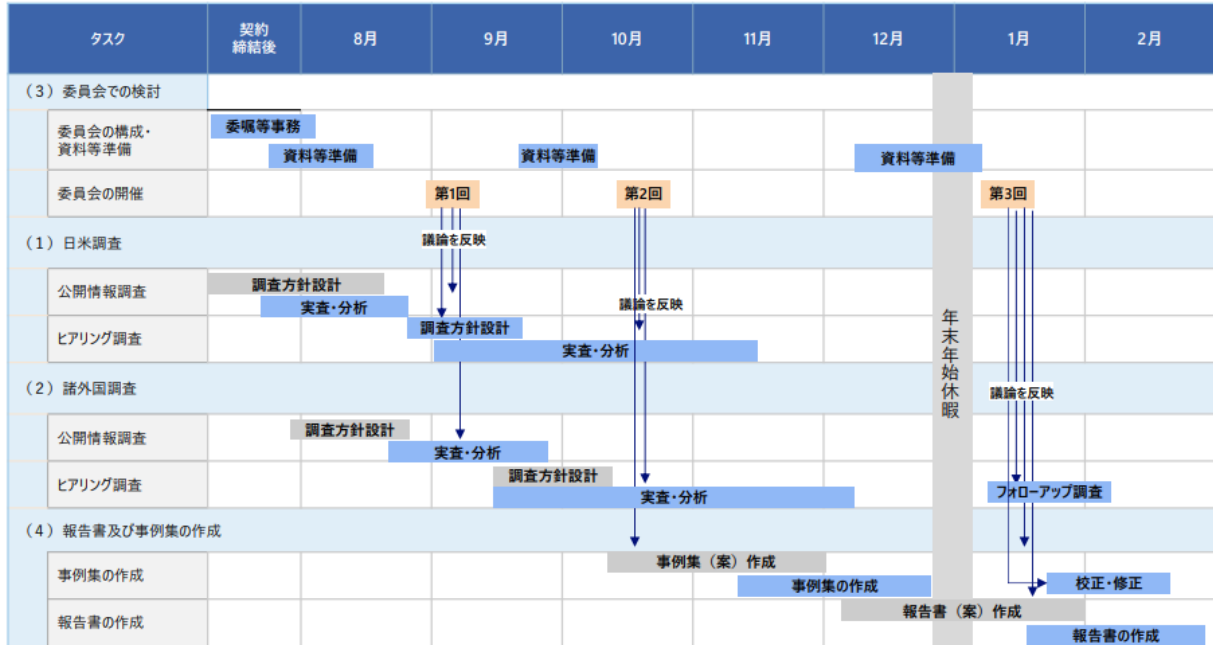 タスク
契約
締結後
8月
9月
10月
11月
12月
1月
2月
（3）委員会での検討
委員会の構成・
資料等準備
委嘱等事務
資料等準備
資料等準備
資料等準備
委員会の開催
第1回
第2回
第3回
（1）日米調査
議論を反映
公開情報調査
調査方針設計
実査・分析
議論を反映
ヒアリング調査
調査方針設計
実査・分析
年末年始休暇
（2）諸外国調査
議論を反映
公開情報調査
調査方針設計
実査・分析
ヒアリング調査
調査方針設計
実査・分析
フォローアップ調査
（4）報告書及び事例集の作成
事例集の作成
事例集（案）作成
事例集の作成
校正・修正
報告書の作成
報告書（案）作成
報告書の作成